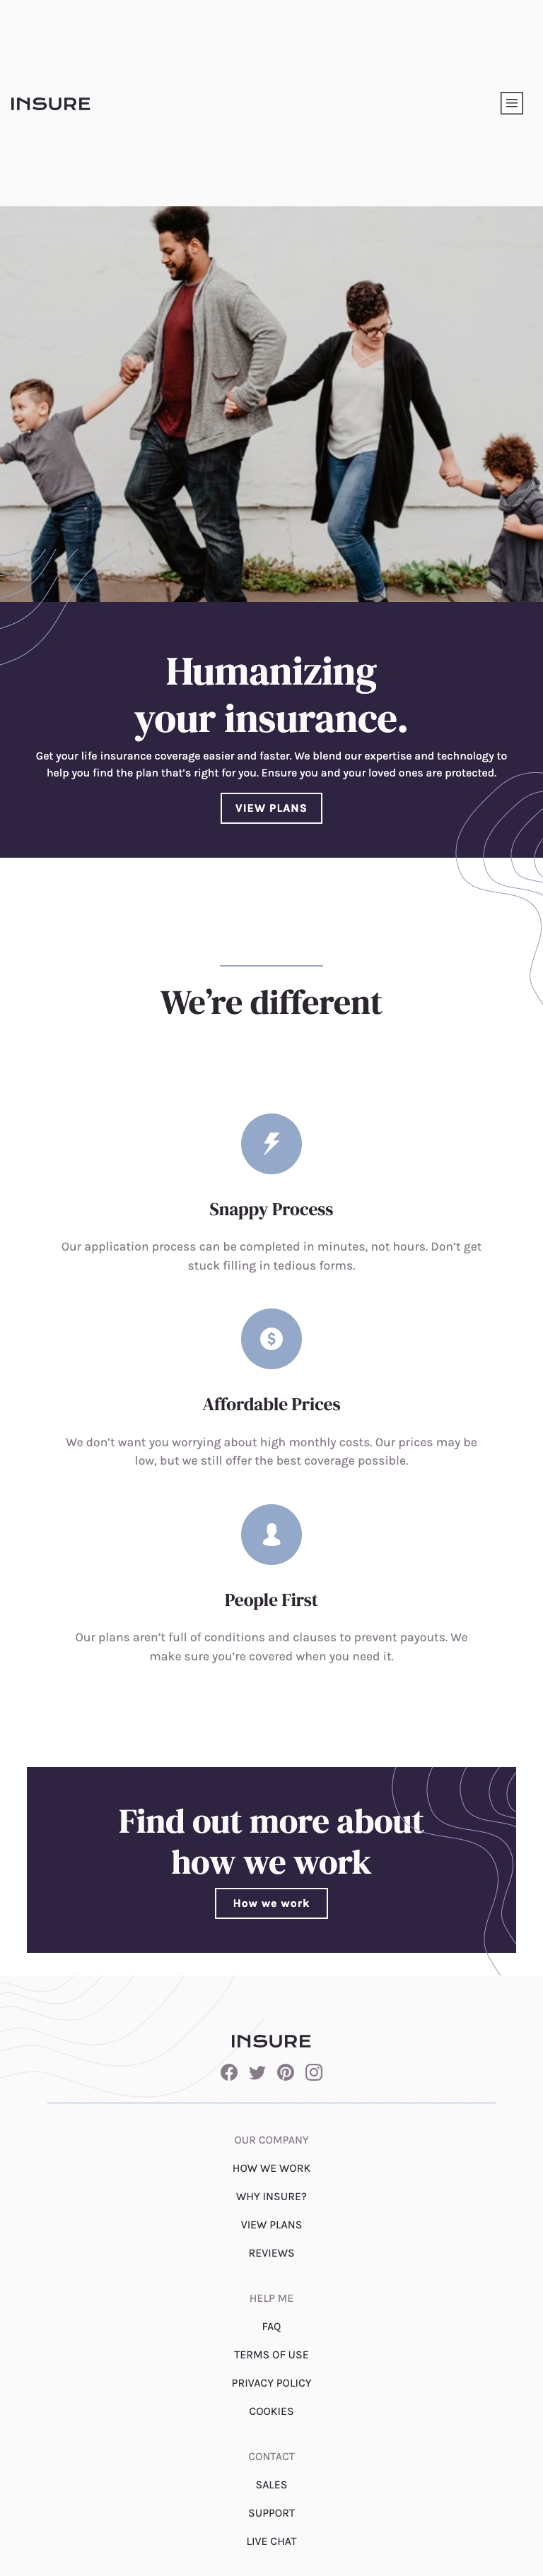 INSURE
Humanizing
your insurance.
Get your life insurance coverage easier and faster. We blend our expertise and technology to
help you find the plan that’s right for you. Ensure you and your loved ones are protected.
VIEW PLANS
We’re different
Snappy Process
Our application process can be completed in minutes, not hours. Don’t get
stuck filling in tedious forms.
Affordable Prices
We don’t want you worrying about high monthly costs. Our prices may be
low, but we still offer the best coverage possible.
People First
Our plans aren’t full of conditions and clauses to prevent payouts. We
make sure you’re covered when you need it.
Find out more about
how we work
How we work
INSURE
OUR COMPANY
HOW WE WORK
WHY INSURE?
VIEW PLANS
REVIEWS
HELP ME
FAQ
TERMS OF USE
PRIVACY POLICY
COOKIES
CONTACT
SALES
SUPPORT
LIVE CHAT